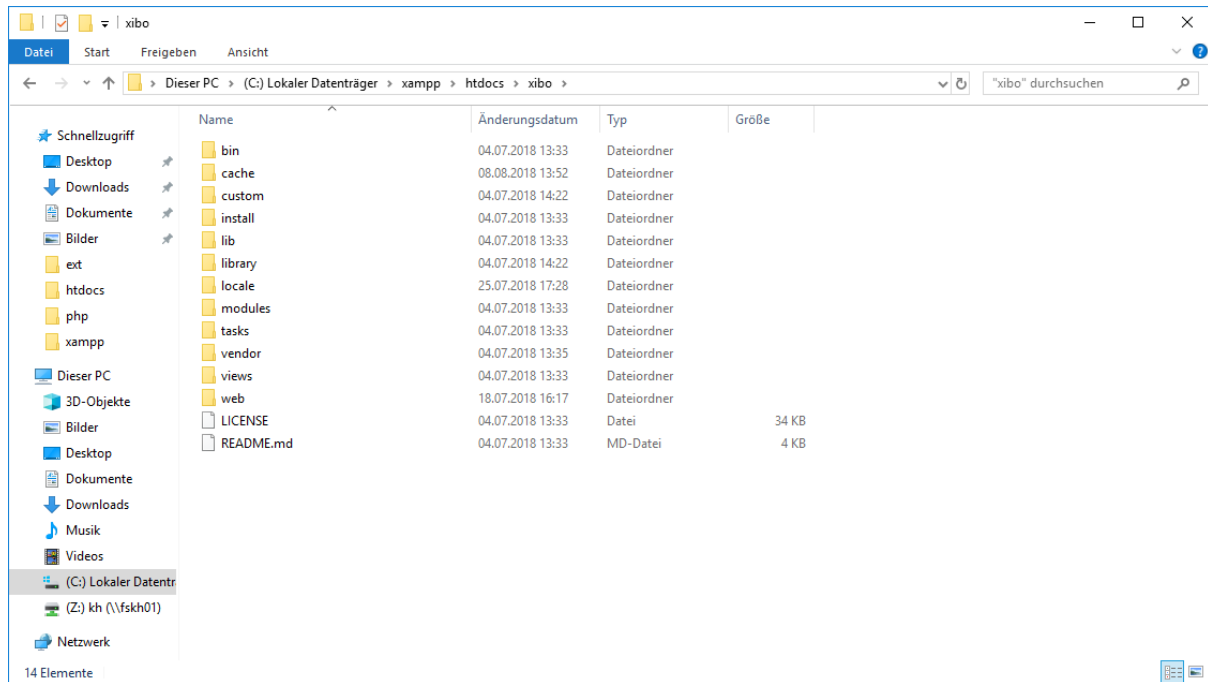 xibo
Datei Start Freigeben Ansicht
Dieser PC > (C:) Lokaler Datenträger > xampp > htdocs > xibo >
"xibo" durchsuchen
Schnellzugriff
Desktop
Downloads
Dokumente
Bilder
ext
htdocs
php
xampp
Dieser PC
3D-Objekte
Bilder
Desktop
Dokumente
Downloads
Musik
Videos
(C:) Lokaler Datentr
(Z:) kh (\\fskh01)
Netzwerk
Name Änderungsdatum Typ Größe
bin 04.07.2018 13:33 Dateiordner
cache 08.08.2018 13:52 Dateiordner
custom 04.07.2018 14:22 Dateiordner
install 04.07.2018 13:33 Dateiordner
lib 04.07.2018 13:33 Dateiordner
library 04.07.2018 14:22 Dateiordner
locale 25.07.2018 17:28 Dateiordner
modules 04.07.2018 13:33 Dateiordner
tasks 04.07.2018 13:33 Dateiordner
vendor 04.07.2018 13:35 Dateiordner
views 04.07.2018 13:33 Dateiordner
web 18.07.2018 16:17 Dateiordner
LICENSE 04.07.2018 13:33 Datei 34 KB
README.md 04.07.2018 13:33 MD-Datei 4 KB
14 Elemente